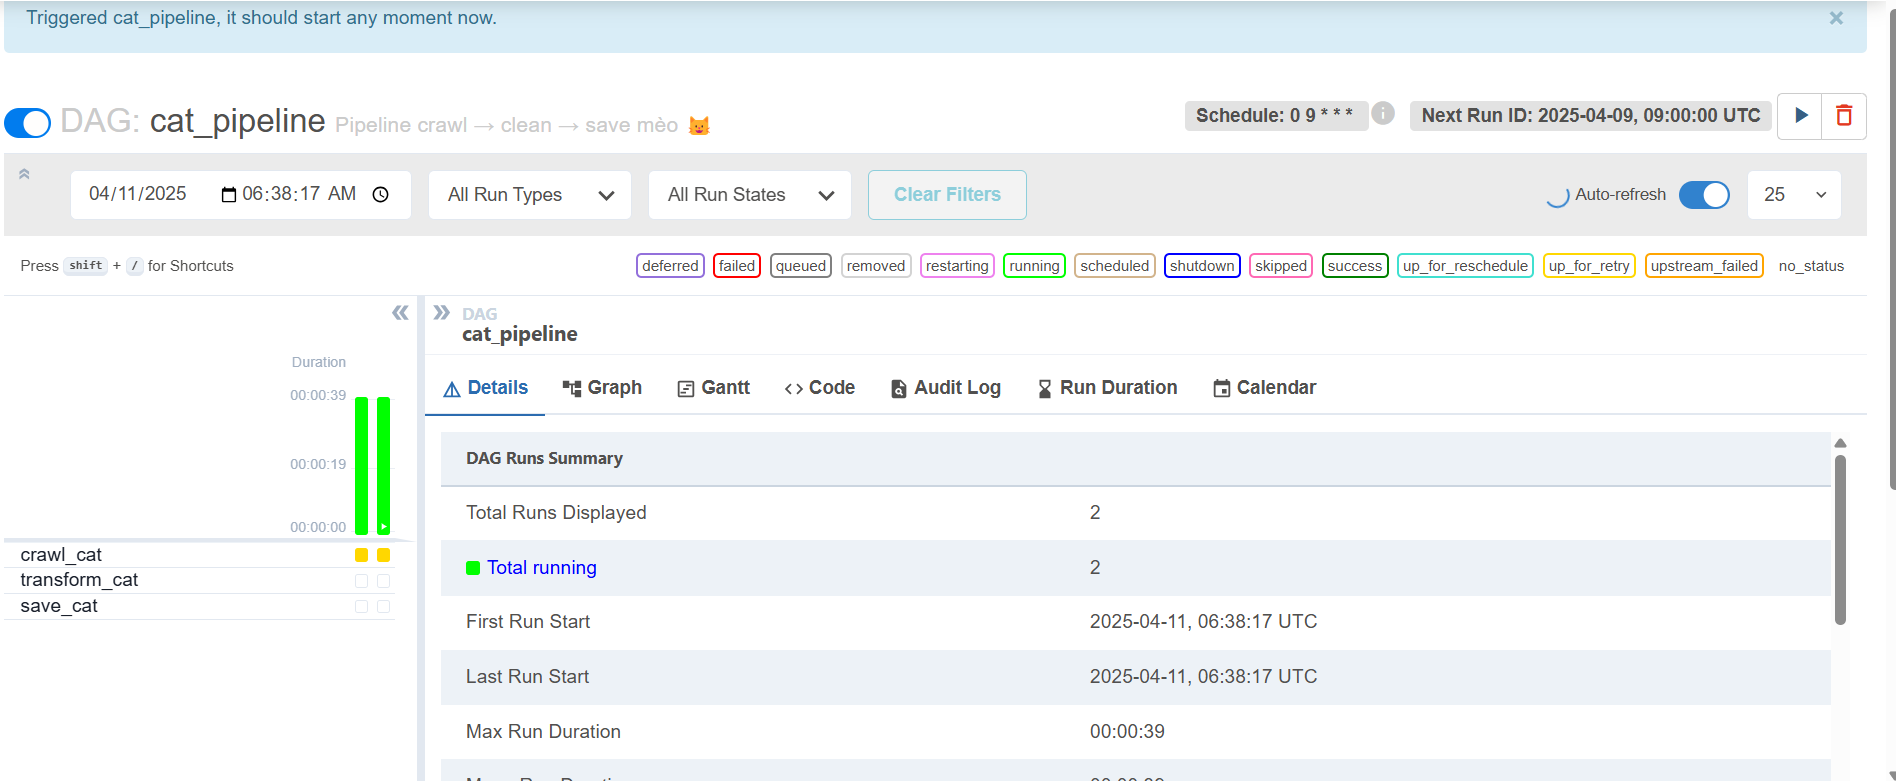 Triggered cat_pipeline, it should start any moment now.
×
DAG: cat_pipeline Pipeline crawl → clean → save mèo 😺
Schedule: 0 9 * * *
Next Run ID: 2025-04-09, 09:00:00 UTC
04/11/2025 06:38:17 AM
All Run Types
All Run States
Clear Filters
Auto-refresh
25
Press shift + / for Shortcuts
deferred failed queued removed restarting running scheduled shutdown skipped success up_for_reschedule up_for_retry upstream_failed no_status
Duration
00:00:39
00:00:19
00:00:00
crawl_cat
transform_cat
save_cat
DAG
cat_pipeline
Details Graph Gantt Code Audit Log Run Duration Calendar
DAG Runs Summary
Total Runs Displayed 2
Total running 2
First Run Start 2025-04-11, 06:38:17 UTC
Last Run Start 2025-04-11, 06:38:17 UTC
Max Run Duration 00:00:39